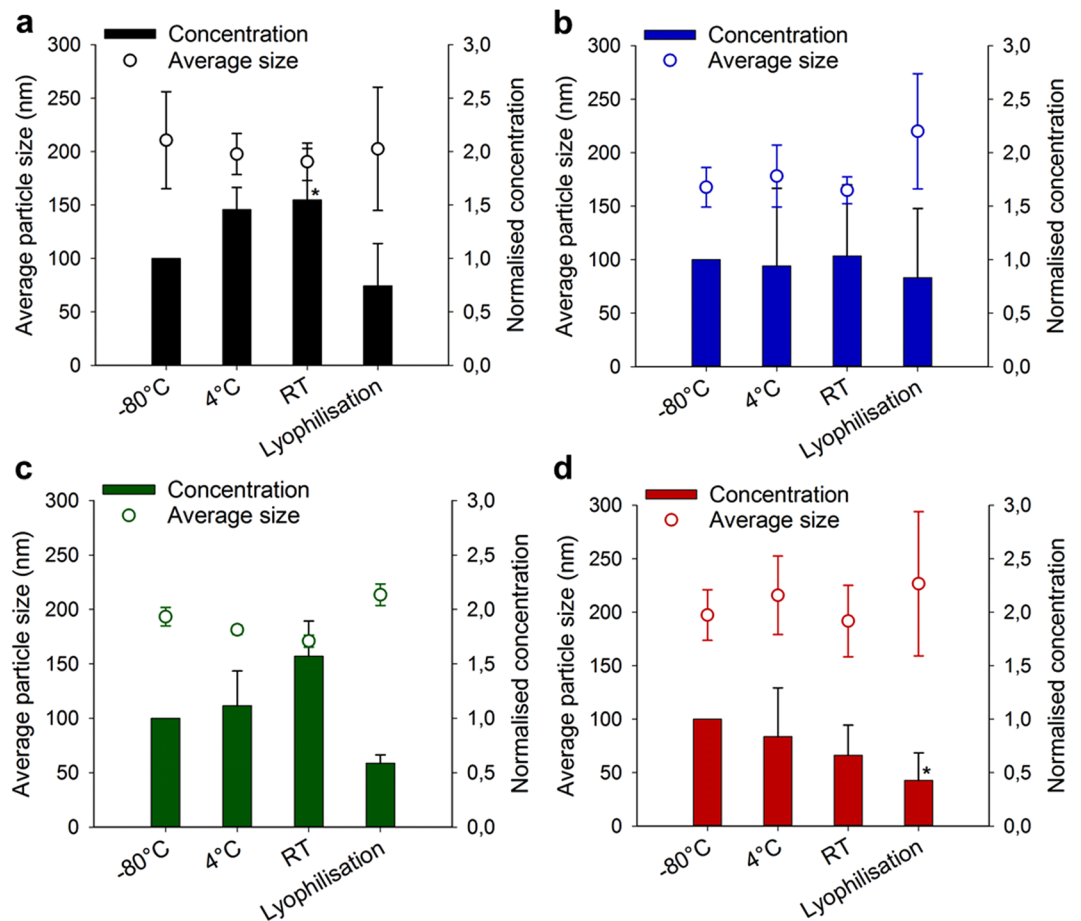 a
Concentration
Average size
Average particle size (nm)
300
250
200
150
100
50
0
3,0
2,5
2,0
1,5
1,0
0,5
0,0
Normalised concentration
*
-80°C
4°C
RT
Lyophilisation
b
Concentration
Average size
Average particle size (nm)
300
250
200
150
100
50
0
3,0
2,5
2,0
1,5
1,0
0,5
0,0
Normalised concentration
-80°C
4°C
RT
Lyophilisation
c
Concentration
Average size
Average particle size (nm)
300
250
200
150
100
50
0
3,0
2,5
2,0
1,5
1,0
0,5
0,0
Normalised concentration
-80°C
4°C
RT
Lyophilisation
d
Concentration
Average size
Average particle size (nm)
300
250
200
150
100
50
0
3,0
2,5
2,0
1,5
1,0
0,5
0,0
Normalised concentration
*
-80°C
4°C
RT
Lyophilisation